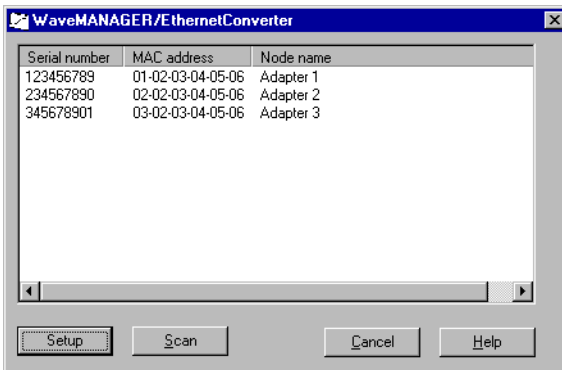 WaveMANAGER/EthernetConverter
Serial number MAC address Node name
123456789 01-02-03-04-05-06 Adapter 1
234567890 02-02-03-04-05-06 Adapter 2
345678901 03-02-03-04-05-06 Adapter 3
Setup Scan Cancel Help